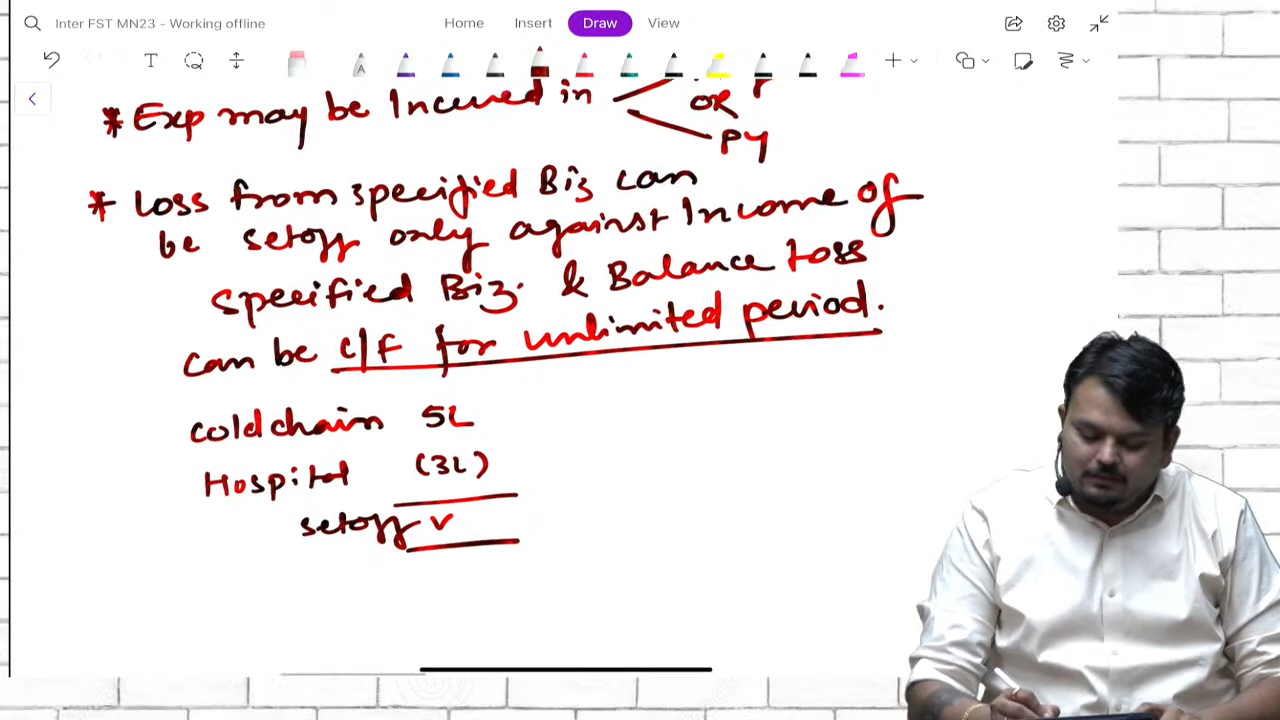 Inter FST MN23 - Working offline
Home Insert Draw View
* Exp may be Incurred in
OR
PY
* Loss from specified Biz can
be setoff only against Income of
specified Biz. & Balance Loss
can be c/f for unlimited period.
cold chain 5L
Hospital (3L)
setoff ✓